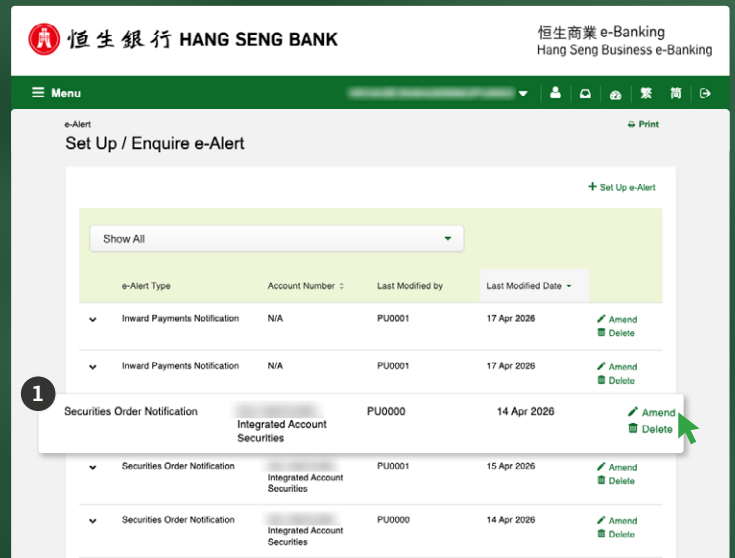 恒生銀行 HANG SENG BANK
恒生商業 e-Banking
Hang Seng Business e-Banking
Menu
繁 简
e-Alert
Print
Set Up / Enquire e-Alert
Set Up e-Alert
Show All
e-Alert Type Account Number Last Modified by Last Modified Date
Inward Payments Notification N/A PU0001 17 Apr 2026 Amend
Delete
Inward Payments Notification N/A PU0001 17 Apr 2026 Amend
Delete
1
Securities Order Notification PU0000 14 Apr 2026 Amend
Integrated Account
Securities
Delete
Securities Order Notification PU0001 15 Apr 2026 Amend
Integrated Account
Securities
Delete
Securities Order Notification PU0000 14 Apr 2026 Amend
Integrated Account
Securities
Delete